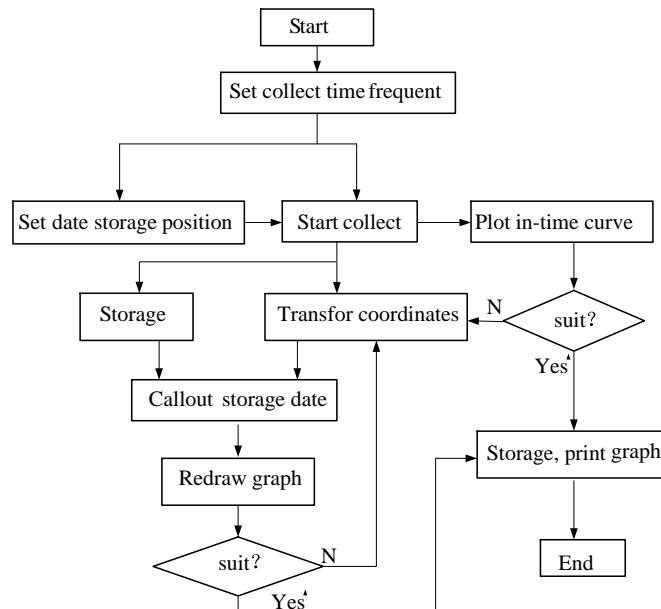 Start
Set collect time frequent
Set date storage position
Start collect
Plot in-time curve
Storage
Transfor coordinates
N
suit?
Yes
Callout storage date
Storage, print graph
Redraw graph
suit?
N
End
Yes